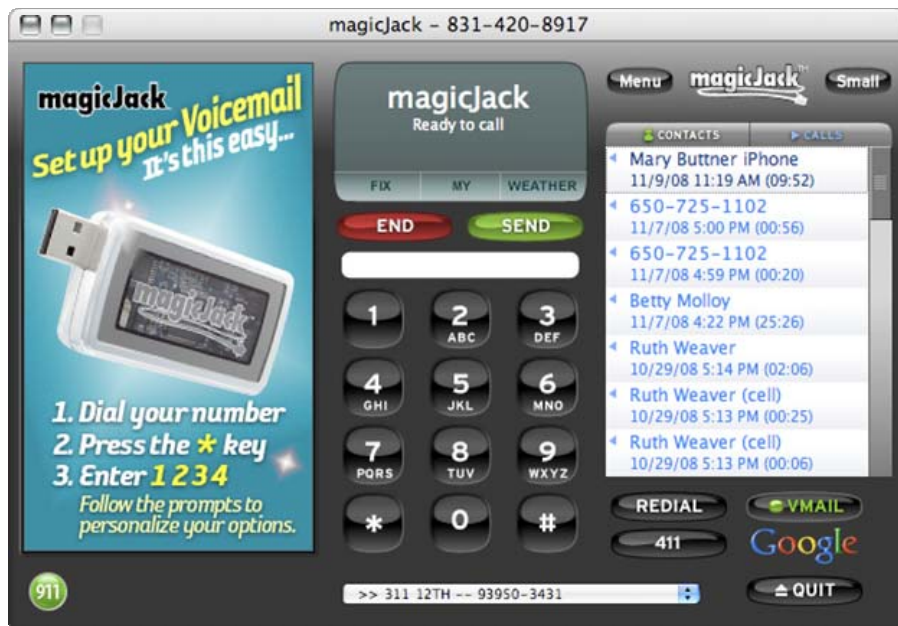 magicJack - 831-420-8917
magicJack
Set up your Voicemail
It's this easy...
magicJack
1. Dial your number
2. Press the * key
3. Enter 1 2 3 4
Follow the prompts to
personalize your options.
911
magicJack
Ready to call
FIX MY WEATHER
END SEND
1 2 3
ABC DEF
4 5 6
GHI JKL MNO
7 8 9
PQRS TUV WXYZ
* 0 #
>> 311 12TH -- 93950-3431
Menu magicJack™ Small
CONTACTS CALLS
Mary Buttner iPhone
11/9/08 11:19 AM (09:52)
650-725-1102
11/7/08 5:00 PM (00:56)
650-725-1102
11/7/08 4:59 PM (00:20)
Betty Molloy
11/7/08 4:22 PM (25:26)
Ruth Weaver
10/29/08 5:14 PM (02:06)
Ruth Weaver (cell)
10/29/08 5:13 PM (00:25)
Ruth Weaver (cell)
10/29/08 5:13 PM (00:06)
REDIAL VMAIL
411 Google
QUIT